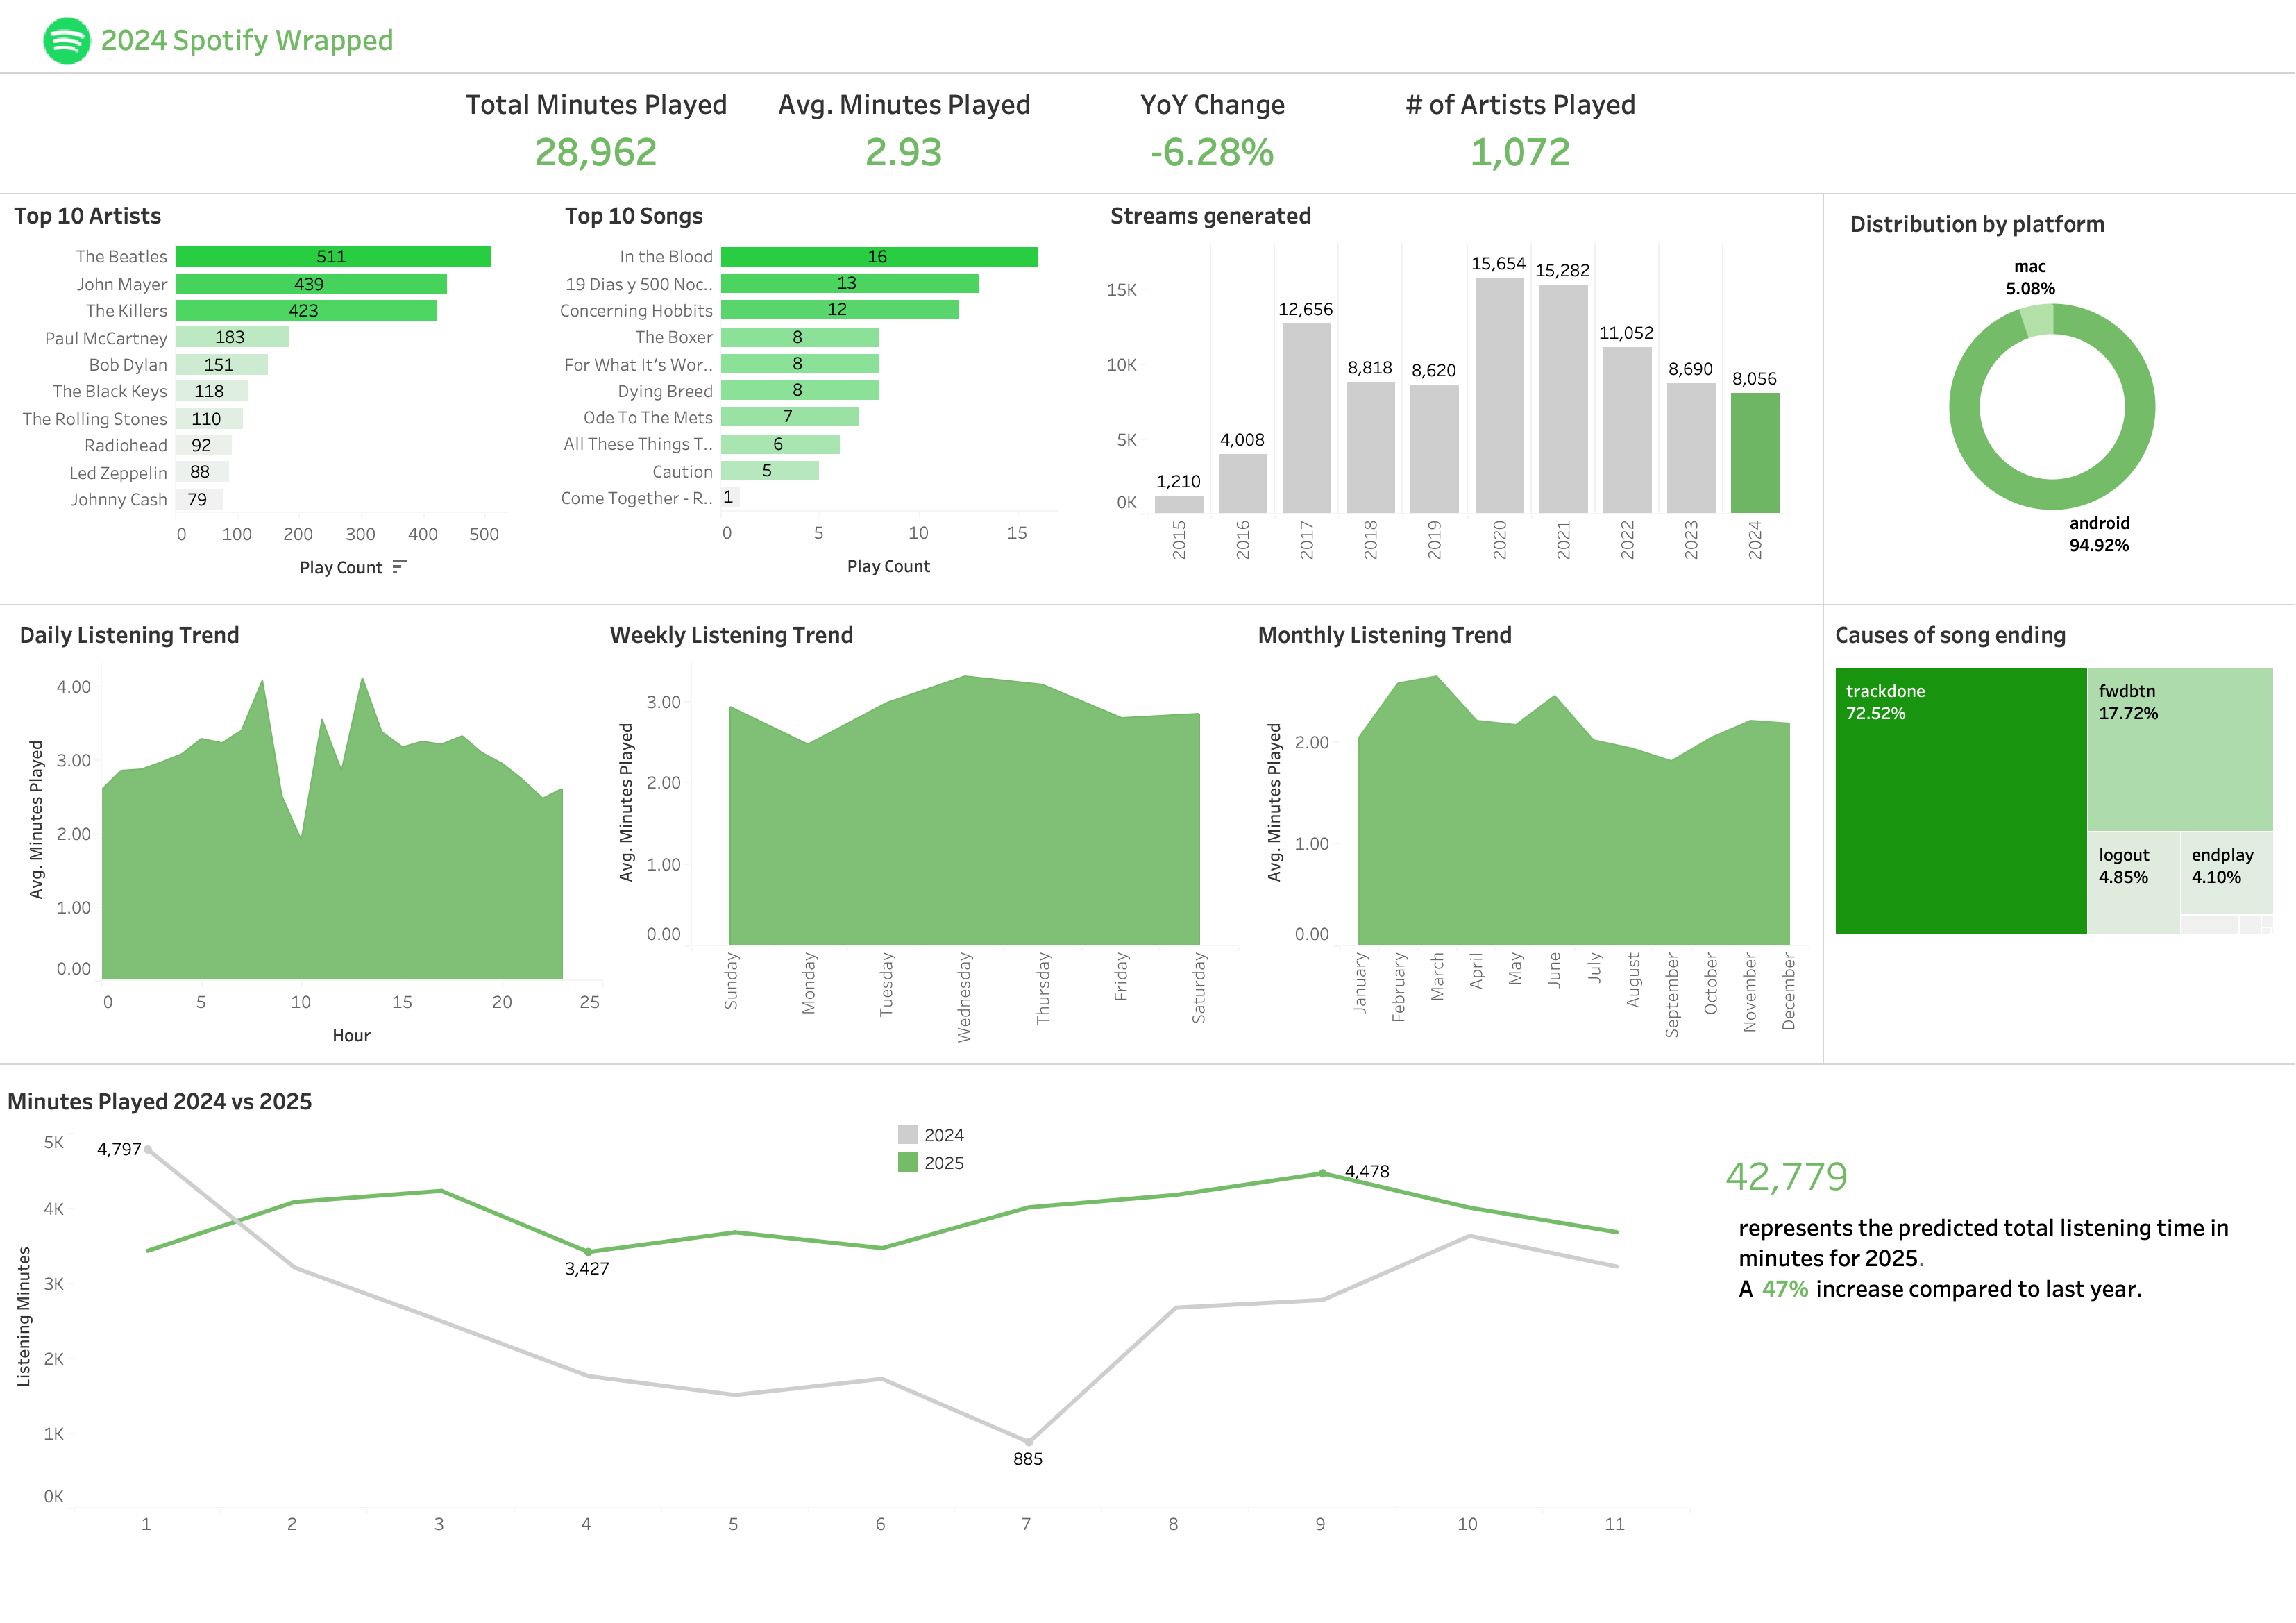 2024 Spotify Wrapped
Total Minutes Played
28,962
Avg. Minutes Played
2.93
YoY Change
-6.28%
# of Artists Played
1,072
Top 10 Artists
The Beatles 511
John Mayer 439
The Killers 423
Paul McCartney 183
Bob Dylan 151
The Black Keys 118
The Rolling Stones 110
Radiohead 92
Led Zeppelin 88
Johnny Cash 79
0 100 200 300 400 500
Play Count
Top 10 Songs
In the Blood 16
19 Dias y 500 Noc.. 13
Concerning Hobbits 12
The Boxer 8
For What It's Wor.. 8
Dying Breed 8
Ode To The Mets 7
All These Things T.. 6
Caution 5
Come Together - R.. 1
0 5 10 15
Play Count
Streams generated
15K
10K
5K
0K
1,210
4,008
12,656
8,818
8,620
15,654
15,282
11,052
8,690
8,056
2015 2016 2017 2018 2019 2020 2021 2022 2023 2024
Distribution by platform
mac
5.08%
android
94.92%
Daily Listening Trend
Avg. Minutes Played
4.00
3.00
2.00
1.00
0.00
0 5 10 15 20 25
Hour
Weekly Listening Trend
Avg. Minutes Played
3.00
2.00
1.00
0.00
Sunday Monday Tuesday Wednesday Thursday Friday Saturday
Monthly Listening Trend
Avg. Minutes Played
2.00
1.00
0.00
January February March April May June July August September October November December
Causes of song ending
trackdone
72.52%
fwdbtn
17.72%
logout
4.85%
endplay
4.10%
Minutes Played 2024 vs 2025
2024
2025
Listening Minutes
5K
4K
3K
2K
1K
0K
4,797
3,427
885
4,478
1 2 3 4 5 6 7 8 9 10 11
42,779
represents the predicted total listening time in
minutes for 2025.
A 47% increase compared to last year.